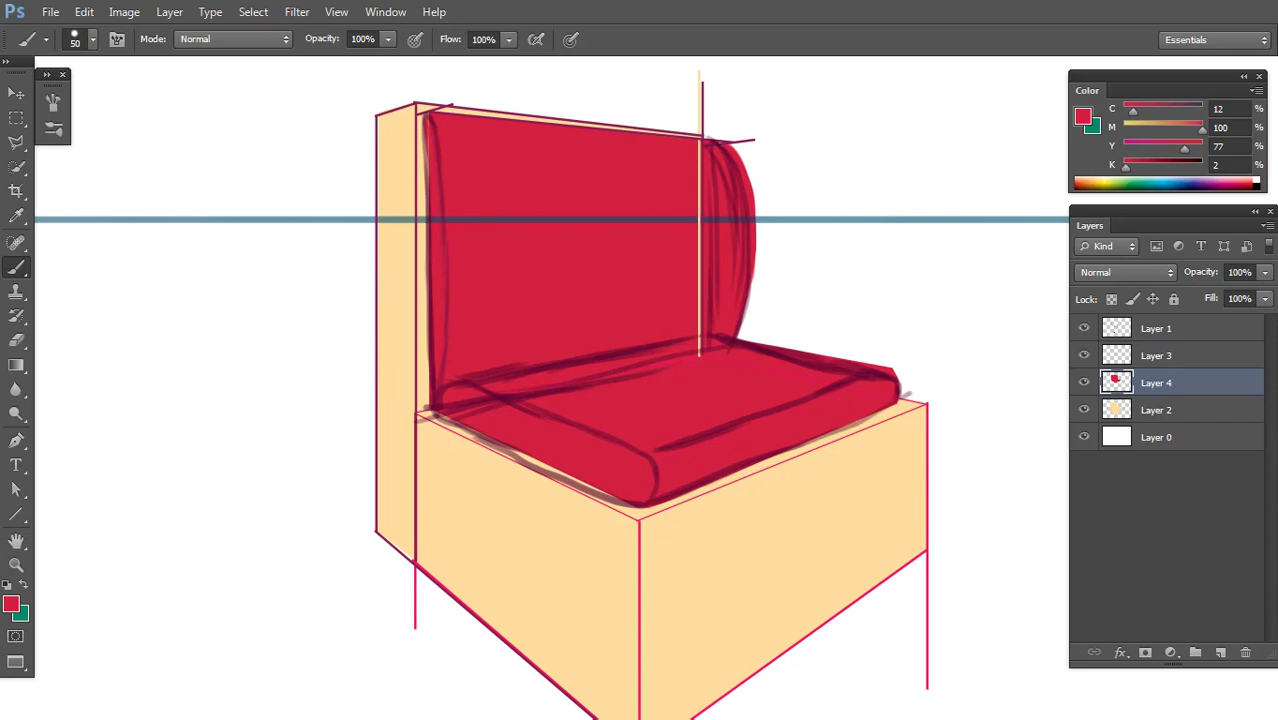 Ps File Edit Image Layer Type Select Filter View Window Help
50 Mode: Normal Opacity: 100% Flow: 100% Essentials
Color
C 12 %
M 100 %
Y 77 %
K 2 %
Layers
Kind
Normal Opacity: 100%
Lock: Fill: 100%
Layer 1
Layer 3
Layer 4
Layer 2
Layer 0
fx